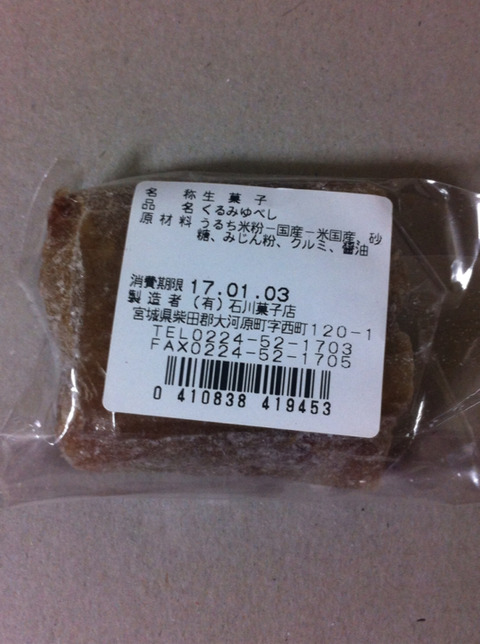 名 称 生 菓 子
品 名 くるみゆべし
原 材 料 うるち米粉-国産-米国産、砂
糖、みじん粉、クルミ、醤油
消費期限 17.01.03
製 造 者 (有)石川菓子店
宮城県柴田郡大河原町字西町120-1
TEL0224-52-1703
FAX0224-52-1705
0 410838 419453